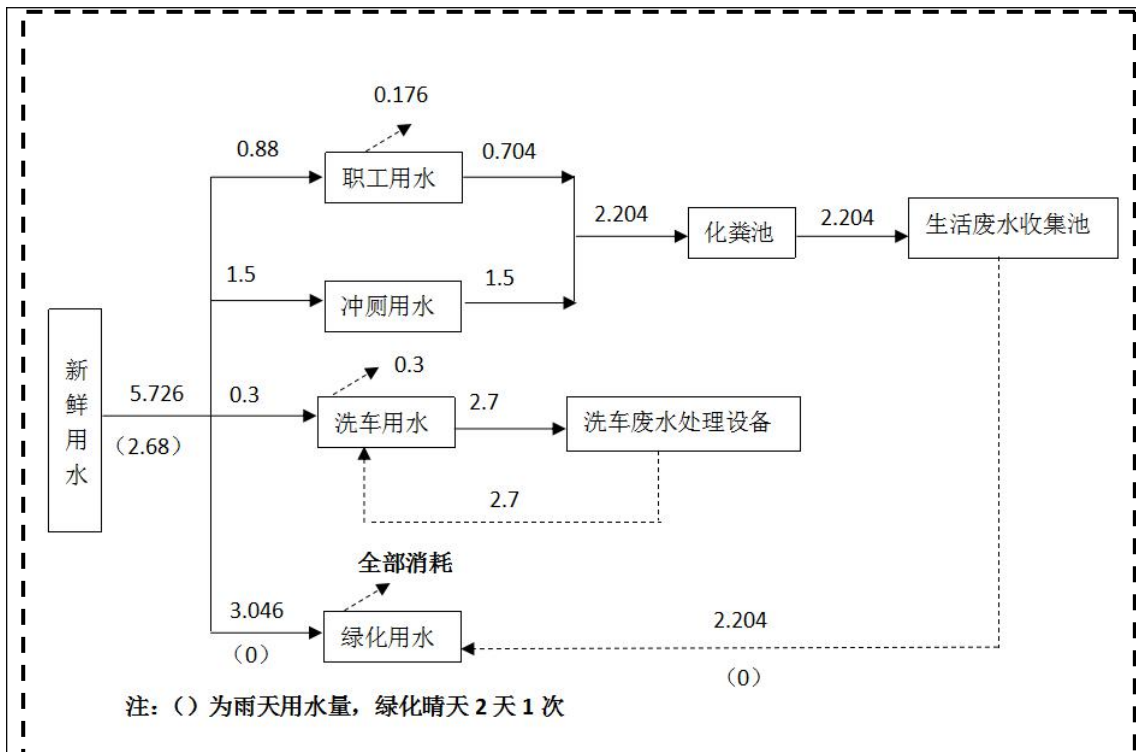 0.176
0.88
职工用水
0.704
2.204
化粪池
2.204
生活废水收集池
1.5
冲厕用水
1.5
新鲜用水
5.726
（2.68）
0.3
洗车用水
0.3
2.7
洗车废水处理设备
2.7
全部消耗
3.046
（0）
绿化用水
2.204
（0）
注：（）为雨天用水量，绿化晴天 2 天 1 次